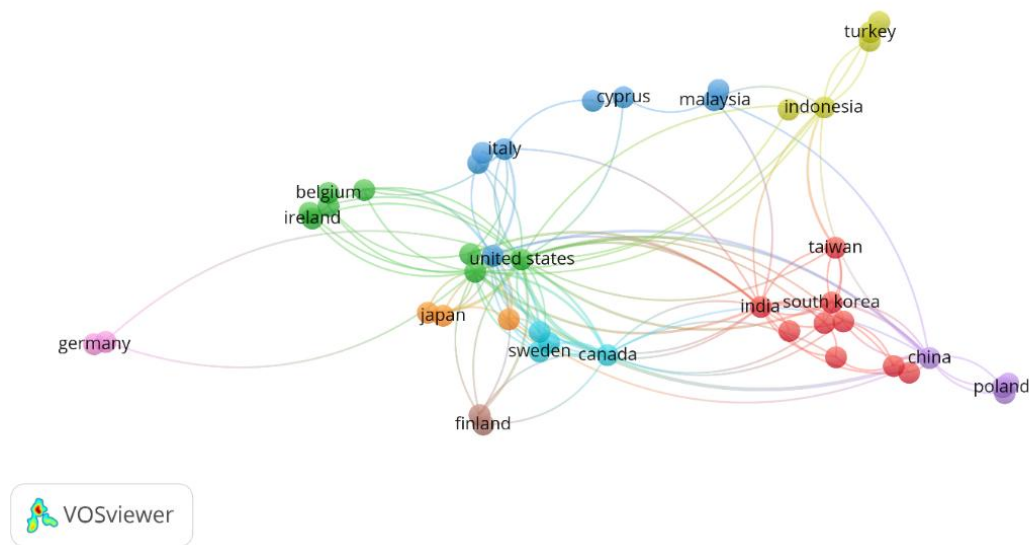 turkey
cyprus
malaysia
indonesia
italy
belgium
ireland
taiwan
united states
india
south korea
japan
germany
sweden
canada
china
poland
finland
VOSviewer